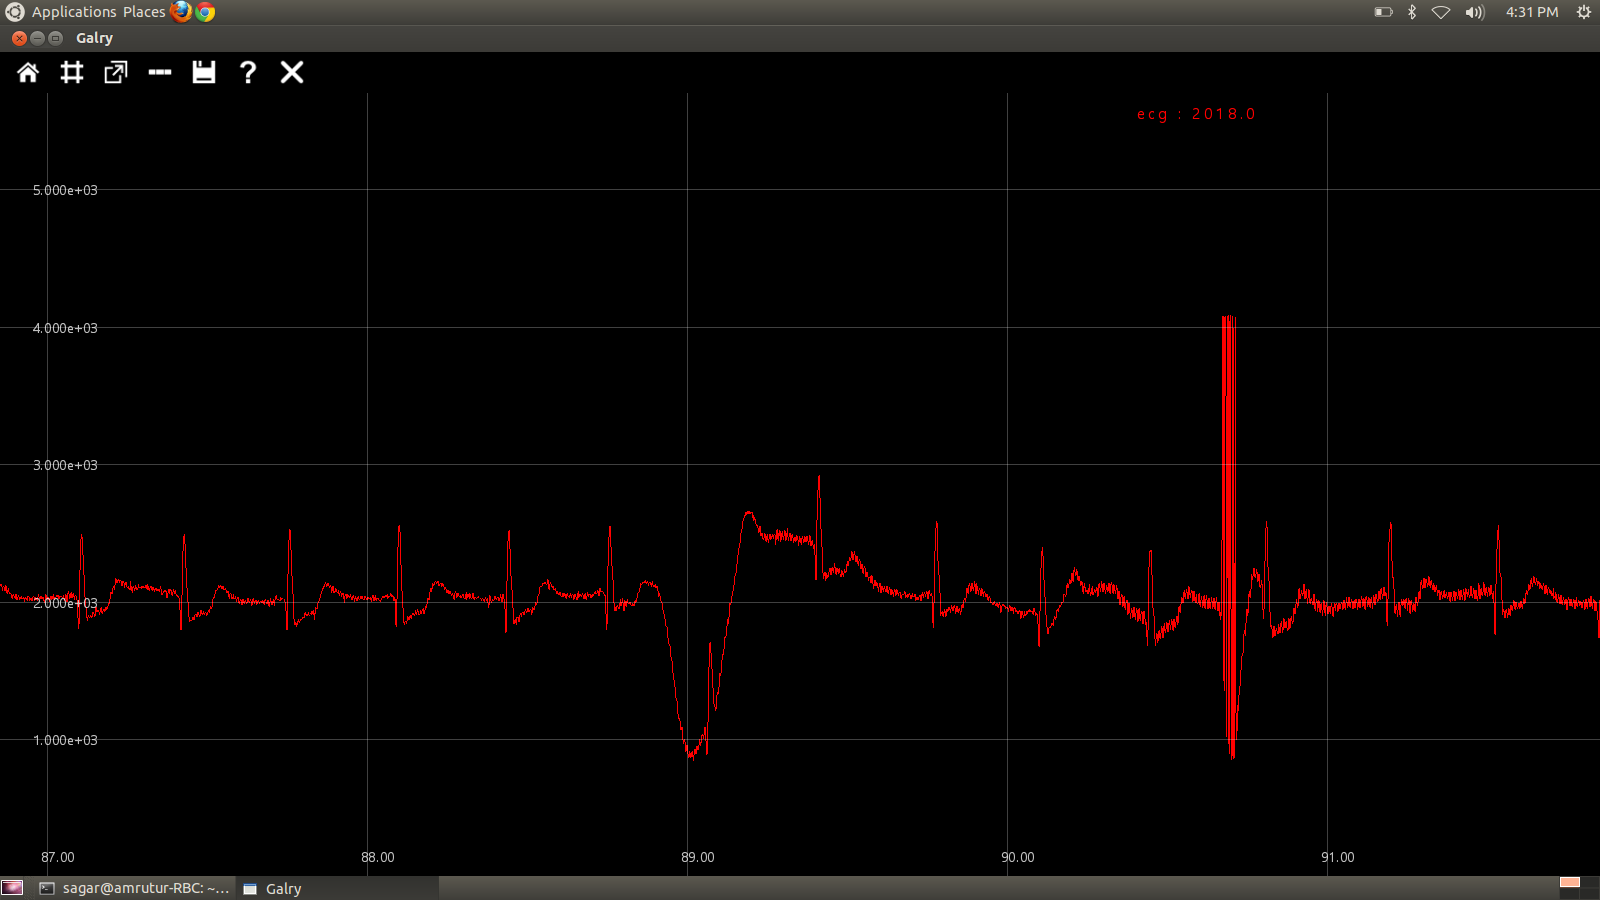 Applications Places 4:31 PM
Galry
?
ecg : 2018.0
5.000e+03
4.000e+03
3.000e+03
2.000e+03
1.000e+03
87.00 88.00 89.00 90.00 91.00
sagar@amrutur-RBC: ~... Galry